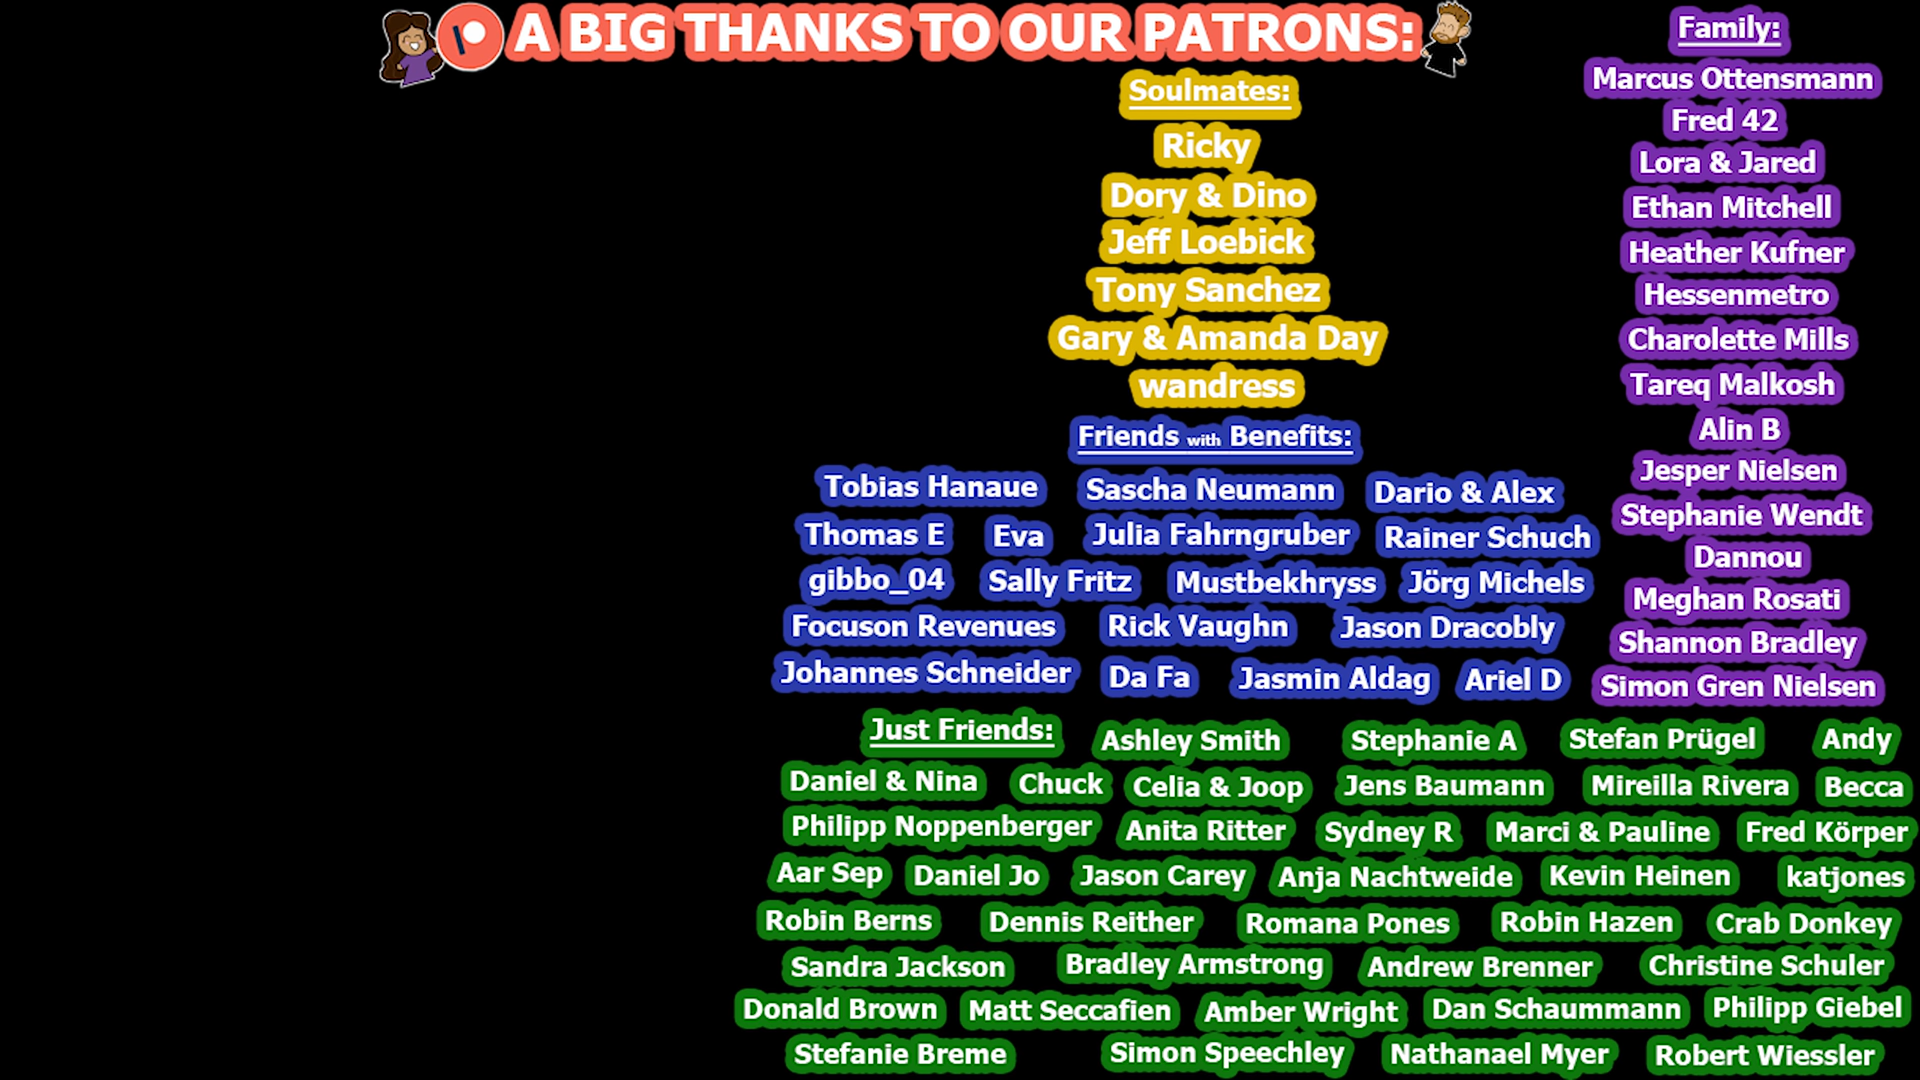 A BIG THANKS TO OUR PATRONS:
Soulmates:
Ricky
Dory & Dino
Jeff Loebick
Tony Sanchez
Gary & Amanda Day
wandress
Family:
Marcus Ottensmann
Fred 42
Lora & Jared
Ethan Mitchell
Heather Kufner
Hessenmetro
Charolette Mills
Tareq Malkosh
Alin B
Jesper Nielsen
Stephanie Wendt
Dannou
Meghan Rosati
Shannon Bradley
Simon Gren Nielsen
Friends with Benefits:
Tobias Hanaue Sascha Neumann Dario & Alex
Thomas E Eva Julia Fahrngruber Rainer Schuch
gibbo_04 Sally Fritz Mustbekhryss Jörg Michels
Focuson Revenues Rick Vaughn Jason Dracobly
Johannes Schneider Da Fa Jasmin Aldag Ariel D
Just Friends: Ashley Smith Stephanie A Stefan Prügel Andy
Daniel & Nina Chuck Celia & Joop Jens Baumann Mireilla Rivera Becca
Philipp Noppenberger Anita Ritter Sydney R Marci & Pauline Fred Körper
Aar Sep Daniel Jo Jason Carey Anja Nachtweide Kevin Heinen katjones
Robin Berns Dennis Reither Romana Pones Robin Hazen Crab Donkey
Sandra Jackson Bradley Armstrong Andrew Brenner Christine Schuler
Donald Brown Matt Seccafien Amber Wright Dan Schaummann Philipp Giebel
Stefanie Breme Simon Speechley Nathanael Myer Robert Wiessler